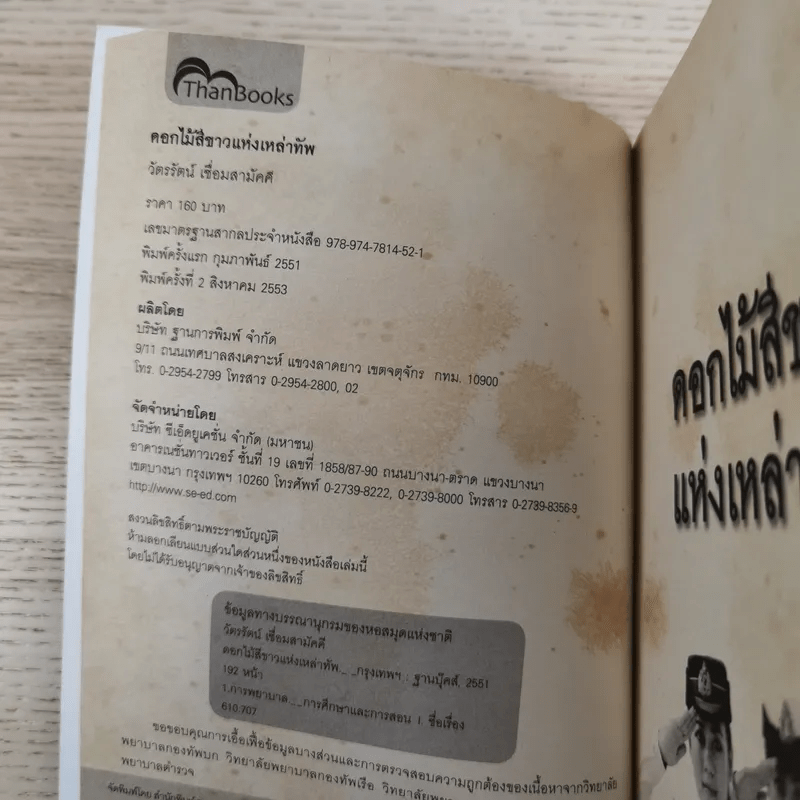 ThanBooks
ดอกไม้สีขาวแห่งเหล่าทัพ
วัตรรัตน์ เชื่อมสามัคคี
ราคา 160 บาท
เลขมาตรฐานสากลประจำหนังสือ 978-974-7814-52-1
พิมพ์ครั้งแรก กุมภาพันธ์ 2551
พิมพ์ครั้งที่ 2 สิงหาคม 2553
ผลิตโดย
บริษัท ฐานการพิมพ์ จำกัด
9/11 ถนนเทศบาลสงเคราะห์ แขวงลาดยาว เขตจตุจักร กทม. 10900
โทร. 0-2954-2799 โทรสาร 0-2954-2800, 02
จัดจำหน่ายโดย
บริษัท ซีเอ็ดยูเคชั่น จำกัด (มหาชน)
อาคารเนชั่นทาวเวอร์ ชั้นที่ 19 เลขที่ 1858/87-90 ถนนบางนา-ตราด แขวงบางนา
เขตบางนา กรุงเทพฯ 10260 โทรศัพท์ 0-2739-8222, 0-2739-8000 โทรสาร 0-2739-8356-9
http://www.se-ed.com
สงวนลิขสิทธิ์ตามพระราชบัญญัติ
ห้ามลอกเลียนแบบส่วนใดส่วนหนึ่งของหนังสือเล่มนี้
โดยไม่ได้รับอนุญาตจากเจ้าของลิขสิทธิ์
ข้อมูลทางบรรณานุกรมของหอสมุดแห่งชาติ
วัตรรัตน์ เชื่อมสามัคคี
ดอกไม้สีขาวแห่งเหล่าทัพ.__กรุงเทพฯ : ฐานบุ๊คส์, 2551
192 หน้า
1.การพยาบาล__การศึกษาและการสอน I. ชื่อเรื่อง
610.707
ขอขอบคุณการเอื้อเฟื้อข้อมูลบางส่วนและการตรวจสอบความถูกต้องของเนื้อหาจากวิทยาลัย
พยาบาลกองทัพบก วิทยาลัยพยาบาลกองทัพเรือ วิทยาลัย
พยาบาลตำรวจ
จัดพิมพ์โดย
ดอกไม้สี
แห่งเหล่า